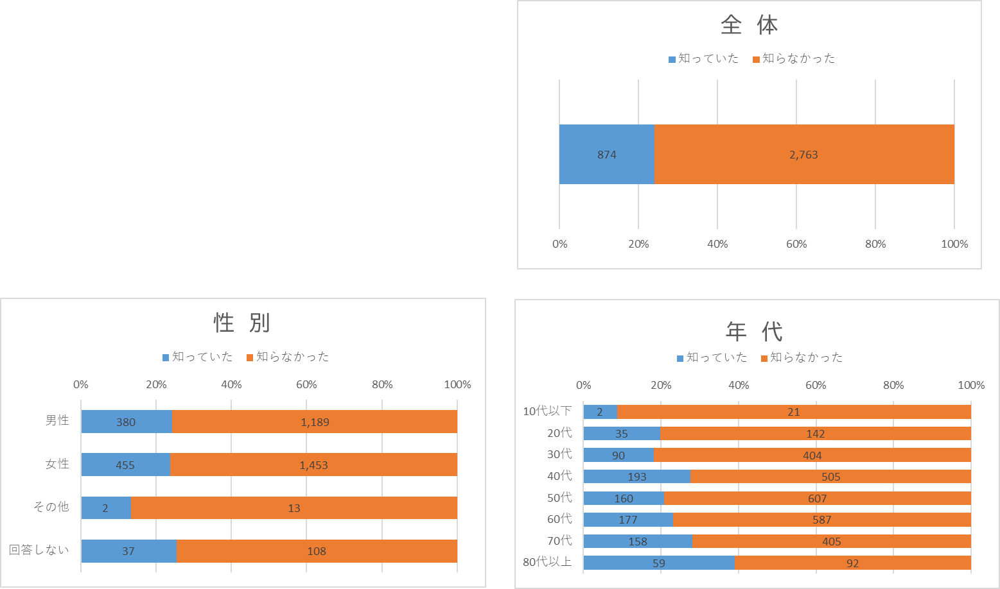 全 体
知っていた 知らなかった
874 2,763
0% 20% 40% 60% 80% 100%
性 別
知っていた 知らなかった
0% 20% 40% 60% 80% 100%
男性 380 1,189
女性 455 1,453
その他 2 13
回答しない 37 108
年 代
知っていた 知らなかった
0% 20% 40% 60% 80% 100%
10代以下 2 21
20代 35 142
30代 90 404
40代 193 505
50代 160 607
60代 177 587
70代 158 405
80代以上 59 92